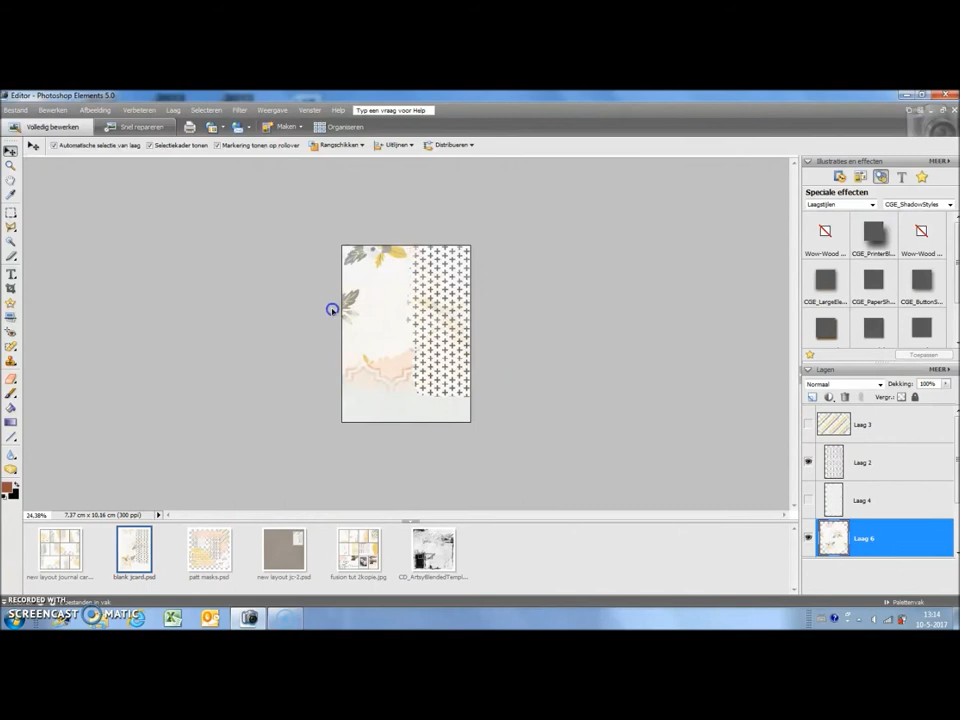 Editor - Photoshop Elements 5.0
Bestand Bewerken Afbeelding Verbeteren Laag Selecteren Filter Weergave Venster Help Typ een vraag voor Help
Volledig bewerken Snel repareren Maken Organiseren
Automatische selectie van laag Selectiekader tonen Markering tonen op rollover Rangschikken Uitlijnen Distribueren
Illustraties en effecten MEER
Speciale effecten
Laagstijlen CGE_ShadowStyles
Wow-Wood ... CGE_PrinterBl... Wow-Wood ...
CGE_LargeEle... CGE_PaperSha... CGE_ButtonS...
Toepassen
Lagen MEER
Normaal Dekking: 100%
Vergr.:
Laag 3
Laag 2
Laag 4
Laag 6
24,38% 7,37 cm x 10,16 cm (300 ppi)
new layout journal car... blank jcard.psd patt masks.psd new layout jc-2.psd fusion tut 2kopie.jpg CD_ArtsyBlendedTempl...
Palettenvak
RECORDED WITH
SCREENCAST MATIC
13:14
10-5-2017